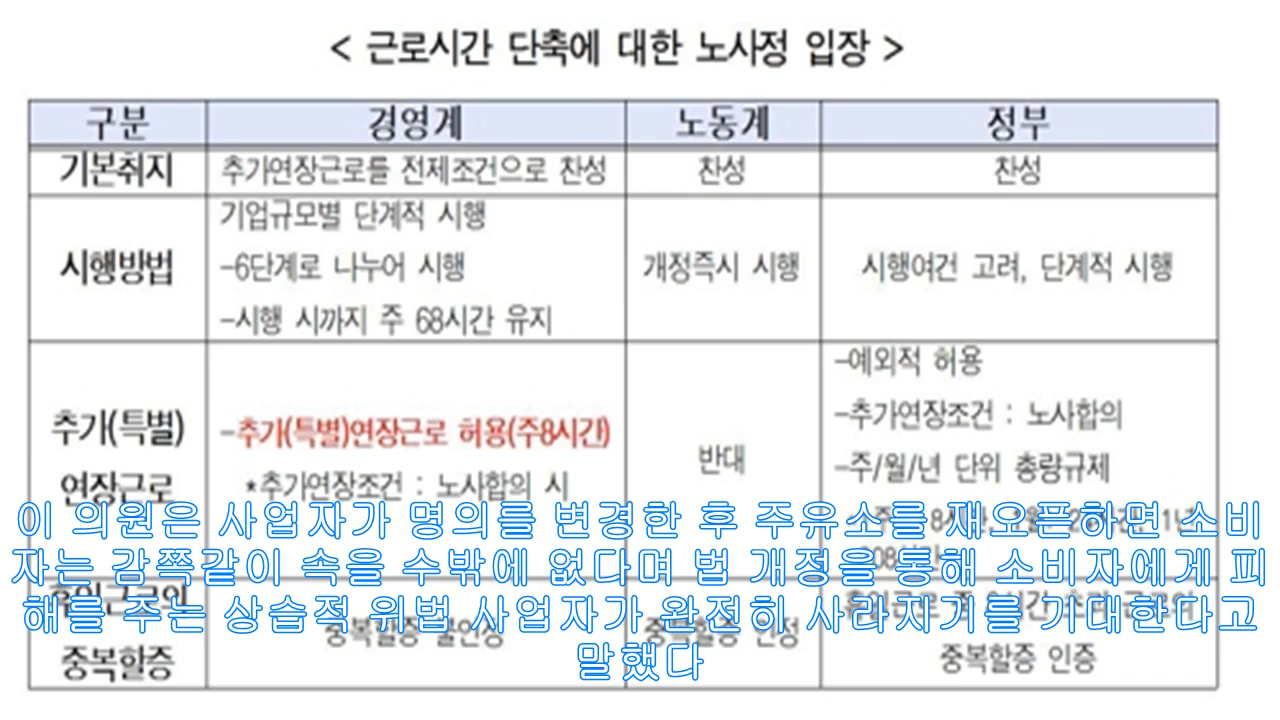 < 근로시간 단축에 대한 노사정 입장 >
구분 경영계 노동계 정부
기본취지 추가연장근로를 전제조건으로 찬성 찬성 찬성
기업규모별 단계적 시행
시행방법 -6단계로 나누어 시행 개정즉시 시행 시행여건 고려, 단계적 시행
-시행 시까지 주 68시간 유지
-예외적 허용
추가(특별) -추가(특별)연장근로 허용(주8시간) -추가연장조건 : 노사합의
반대 -주/월/년 단위 총량규제
연장근로 *추가연장조건 : 노사합의 시
이 의원은 사업자가 명의를 변경한 후 주유소를 재오픈하면 소비
자는 감쪽같이 속을 수밖에 없다며 법 개정을 통해 소비자에게 피
해를 주는 상습적 위법 사업자가 완전히 사라지기를 기대한다고
말했다
중복할증 중복할증 불인정 중복할증 인정 중복할증 인증